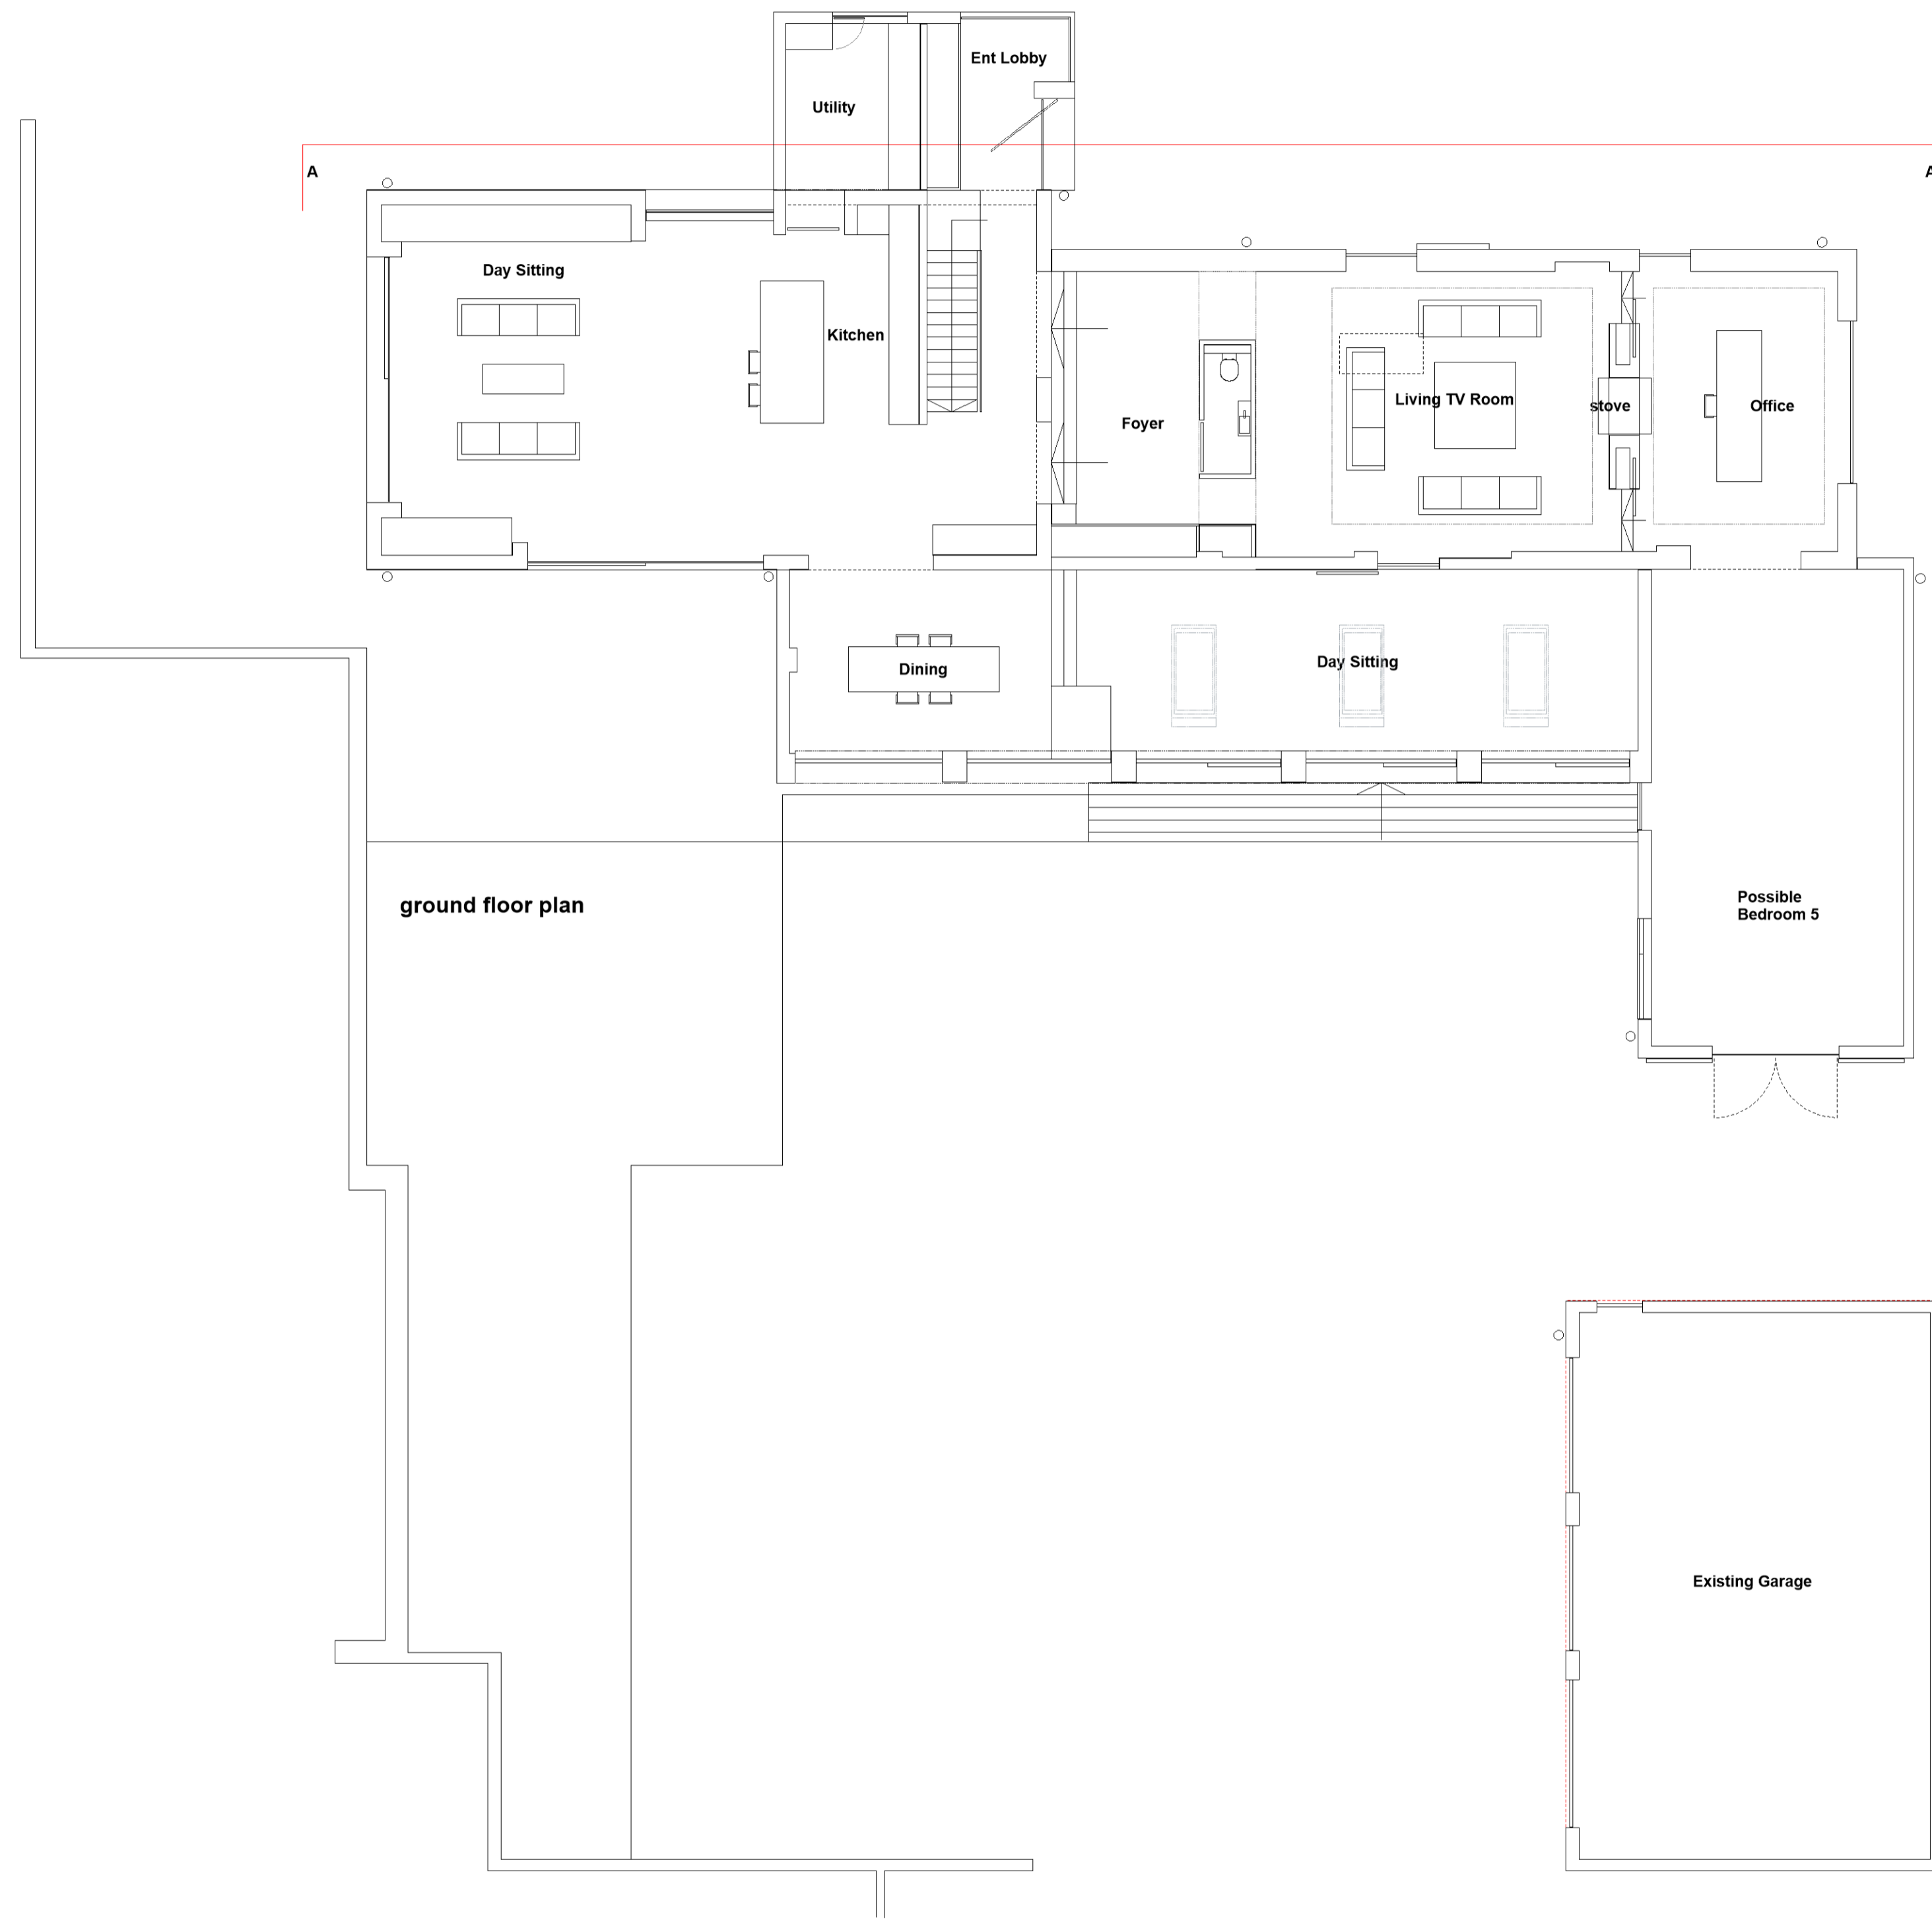 Ent Lobby
Utility
A
A
Day Sitting
Kitchen
Foyer
Living TV Room
stove
Office
Dining
Day Sitting
ground floor plan
Possible
Bedroom 5
Existing Garage